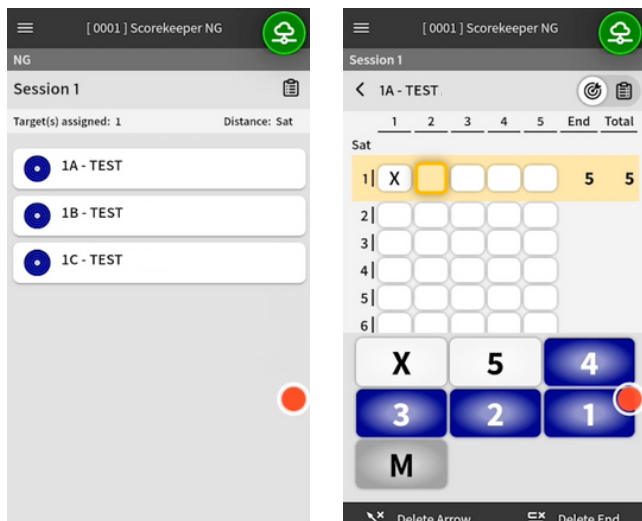 [ 0001 ] Scorekeeper NG
NG
Session 1
Target(s) assigned: 1 Distance: Sat
1A - TEST
1B - TEST
1C - TEST
[ 0001 ] Scorekeeper NG
Session 1
1A - TEST
1 2 3 4 5 End Total
Sat
1 X 5 5
2
3
4
5
6
X 5 4
3 2 1
M
Delete Arrow Delete End